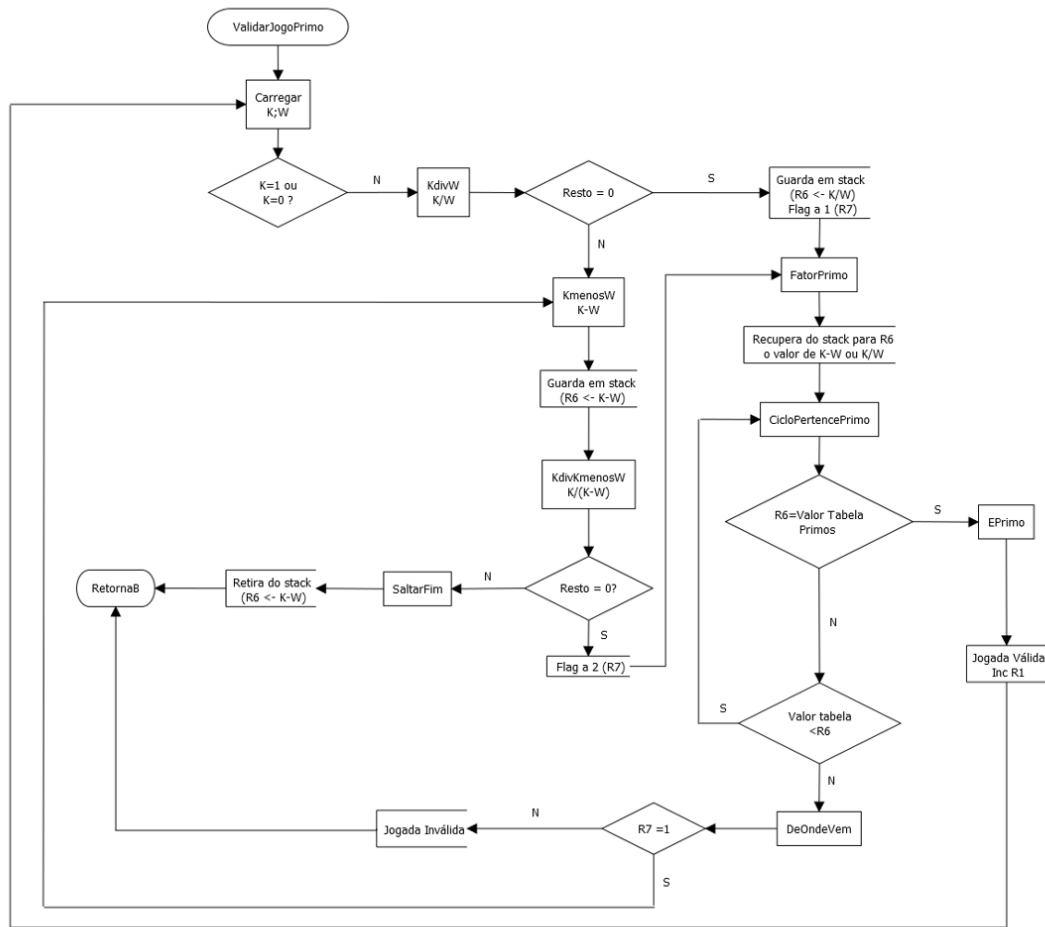 ValidarJogoPrimo
Carregar
K;W
K=1 ou
K=0 ?
N
KdivW
K/W
Resto = 0
S
Guarda em stack
(R6 <- K/W)
Flag a 1 (R7)
N
FatorPrimo
KmenosW
K-W
Recupera do stack para R6
o valor de K-W ou K/W
Guarda em stack
(R6 <- K-W)
CicloPertencePrimo
KdivKmenosW
K/(K-W)
R6=Valor Tabela
Primos
S
EPrimo
RetornaB
Retira do stack
(R6 <- K-W)
SaltarFim
N
Resto = 0?
S
N
Flag a 2 (R7)
Jogada Válida
Inc R1
S
Valor tabela
<R6
N
Jogada Inválida
N
R7 =1
DeOndeVem
S